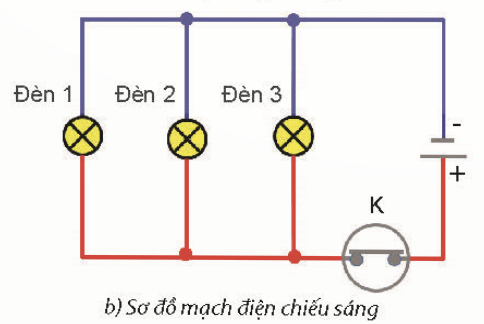 Đèn 1 Đèn 2 Đèn 3
-
+
K
b) Sơ đồ mạch điện chiếu sáng